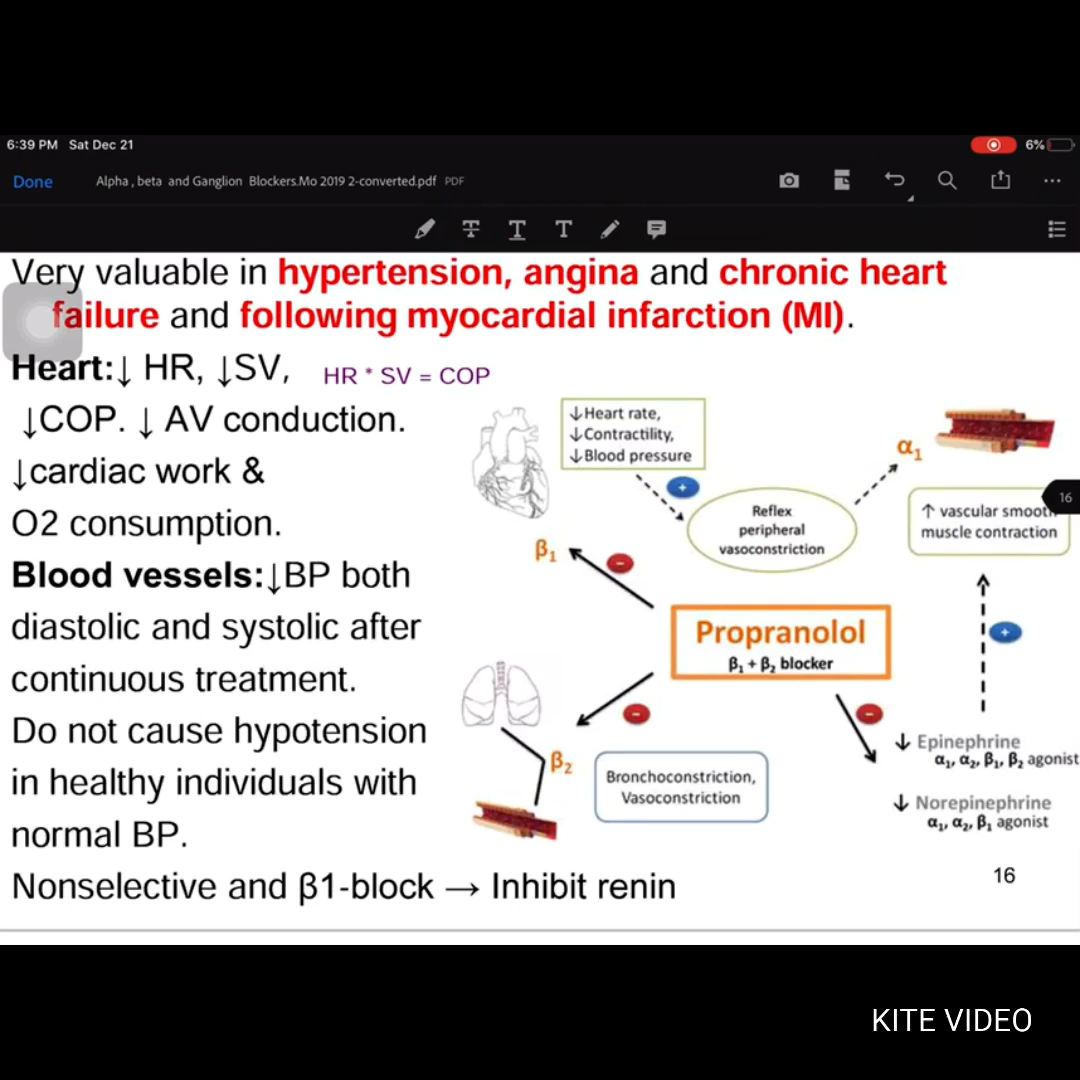 6:39 PM Sat Dec 21
6%
Done
Alpha , beta and Ganglion Blockers.Mo 2019 2-converted.pdf PDF
Very valuable in hypertension, angina and chronic heart
failure and following myocardial infarction (MI).
Heart:↓ HR, ↓SV, HR * SV = COP
↓COP. ↓ AV conduction.
↓cardiac work &
O2 consumption.
Blood vessels:↓BP both
diastolic and systolic after
continuous treatment.
Do not cause hypotension
in healthy individuals with
normal BP.
Nonselective and β1-block → Inhibit renin
↓Heart rate,
↓Contractility,
↓Blood pressure
+
Reflex
peripheral
vasoconstriction
α1
16
↑ vascular smooth
muscle contraction
β1
-
Propranolol
β1 + β2 blocker
+
-
-
β2
Bronchoconstriction,
Vasoconstriction
↓ Epinephrine
α1, α2, β1, β2 agonist
↓ Norepinephrine
α1, α2, β1 agonist
16
KITE VIDEO